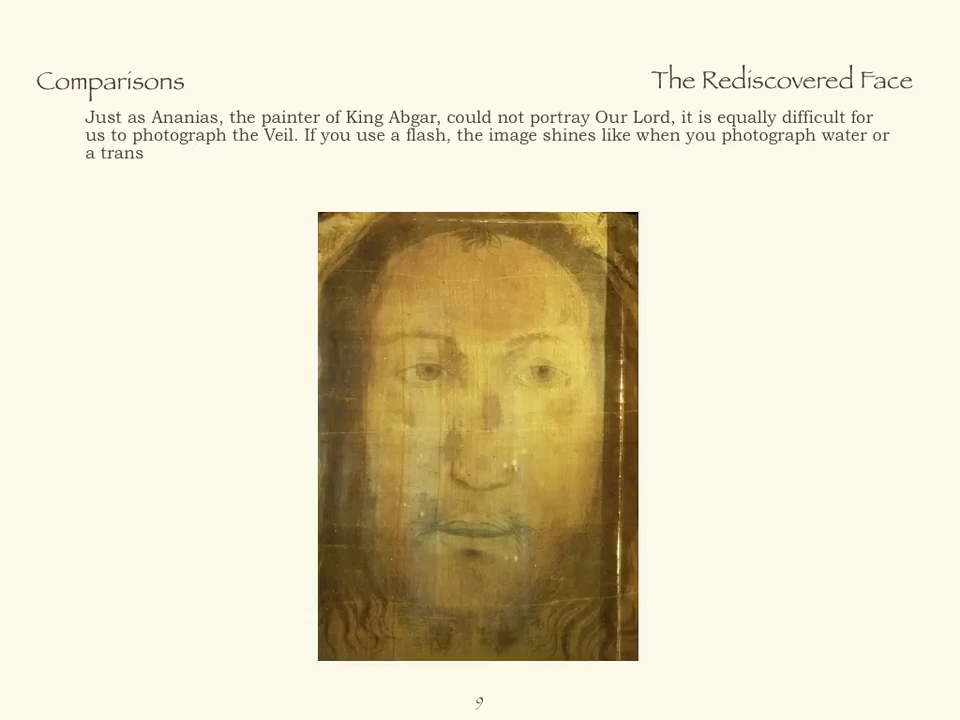 Comparisons
The Rediscovered Face
Just as Ananias, the painter of King Abgar, could not portray Our Lord, it is equally difficult for
us to photograph the Veil. If you use a flash, the image shines like when you photograph water or
a trans
9